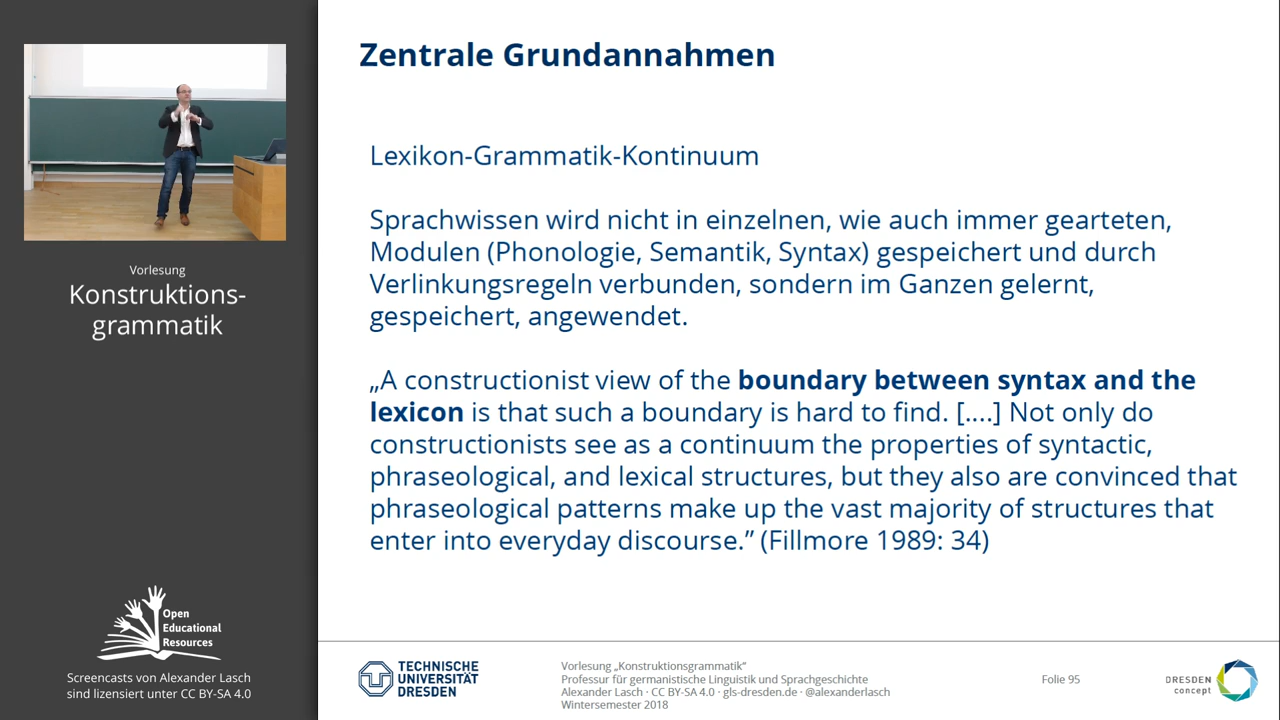 Vorlesung
Konstruktions-
grammatik
Open
Educational
Resources
Screencasts von Alexander Lasch
sind lizensiert unter CC BY-SA 4.0
Zentrale Grundannahmen
Lexikon-Grammatik-Kontinuum
Sprachwissen wird nicht in einzelnen, wie auch immer gearteten,
Modulen (Phonologie, Semantik, Syntax) gespeichert und durch
Verlinkungsregeln verbunden, sondern im Ganzen gelernt,
gespeichert, angewendet.
„A constructionist view of the boundary between syntax and the
lexicon is that such a boundary is hard to find. [....] Not only do
constructionists see as a continuum the properties of syntactic,
phraseological, and lexical structures, but they also are convinced that
phraseological patterns make up the vast majority of structures that
enter into everyday discourse.” (Fillmore 1989: 34)
TECHNISCHE
UNIVERSITÄT
DRESDEN
Vorlesung „Konstruktionsgrammatik“
Professur für germanistische Linguistik und Sprachgeschichte
Alexander Lasch · CC BY-SA 4.0 · gls-dresden.de · @alexanderlasch
Wintersemester 2018
Folie 95
DRESDEN
concept